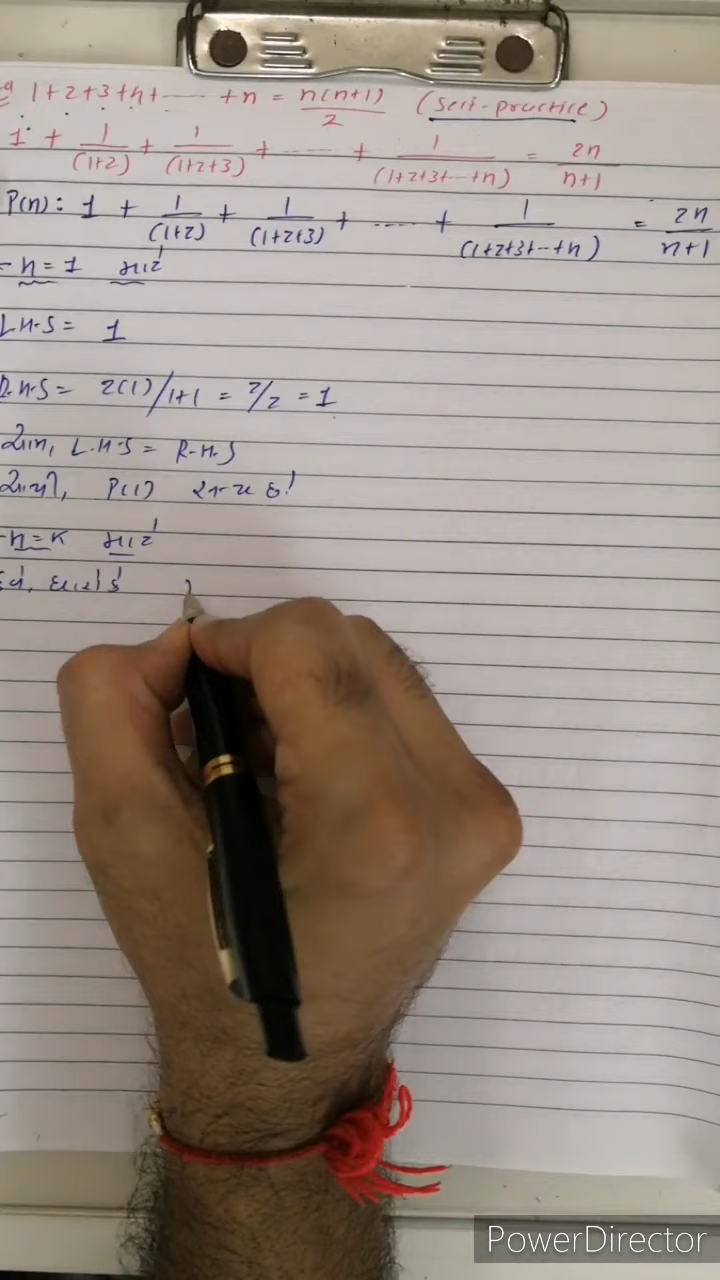 1+2+3+4+ ...... +n = n(n+1)/2 (self-practice)
1 + 1/(1+2) + 1/(1+2+3) + ...... + 1/(1+2+3+...+n) = 2n/n+1
P(n): 1 + 1/(1+2) + 1/(1+2+3) + ...... + 1/(1+2+3+...+n) = 2n/n+1
n = 1 માટે
L.H.S = 1
R.H.S = 2(1)/1+1 = 2/2 = 1
L.H.S = R.H.S
P(1) સત્ય છે
n=k માટે
PowerDirector